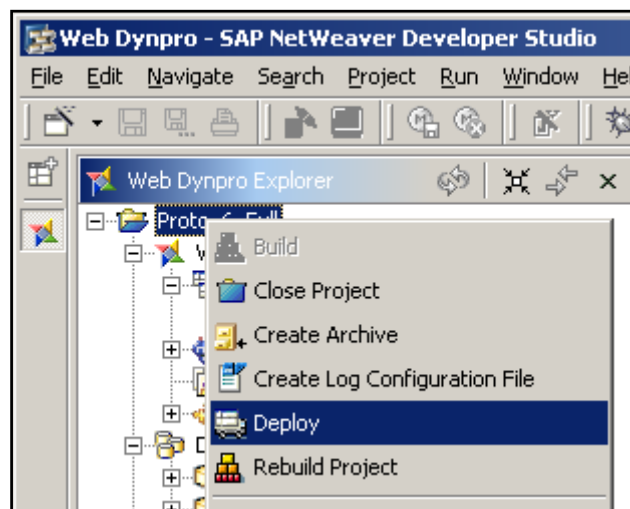 Web Dynpro - SAP NetWeaver Developer Studio
File Edit Navigate Search Project Run Window
Web Dynpro Explorer
Build
Close Project
Create Archive
Create Log Configuration File
Deploy
Rebuild Project